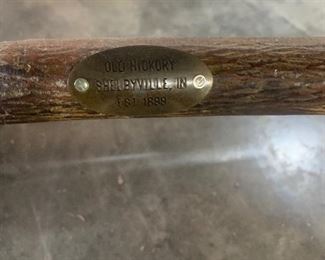 OLD HICKORY
SHELBYVILLE, IN
EST 1899